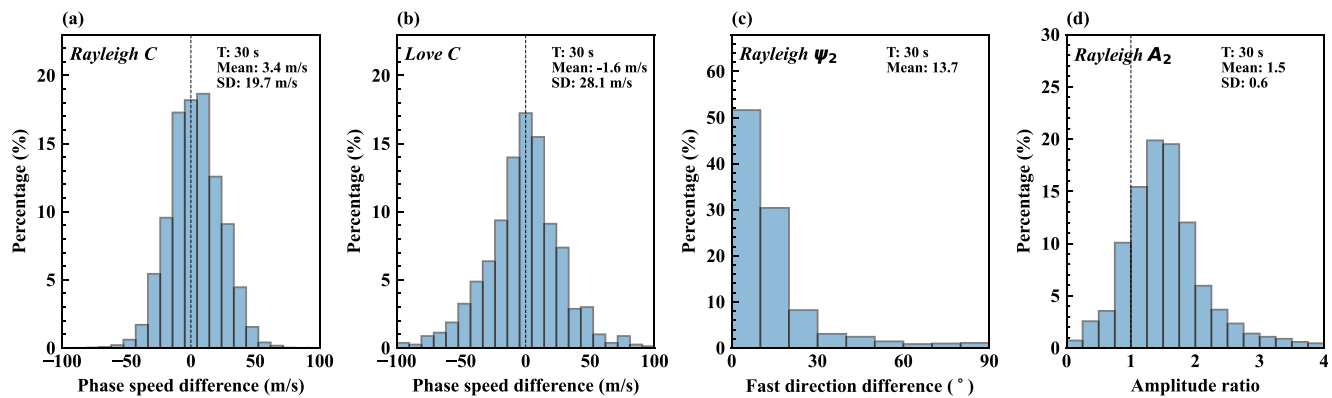 (a)
Rayleigh C
T: 30 s
Mean: 3.4 m/s
SD: 19.7 m/s
Percentage (%)
20
15
10
5
0
−100
−50
0
50
100
Phase speed difference (m/s)
(b)
Love C
T: 30 s
Mean: -1.6 m/s
SD: 28.1 m/s
Percentage (%)
20
15
10
5
0
−100
−50
0
50
100
Phase speed difference (m/s)
(c)
Rayleigh ψ₂
T: 30 s
Mean: 13.7
Percentage (%)
60
50
40
30
20
10
0
0
30
60
90
Fast direction difference (°)
(d)
Rayleigh A₂
T: 30 s
Mean: 1.5
SD: 0.6
Percentage (%)
30
25
20
15
10
5
0
0
1
2
3
4
Amplitude ratio